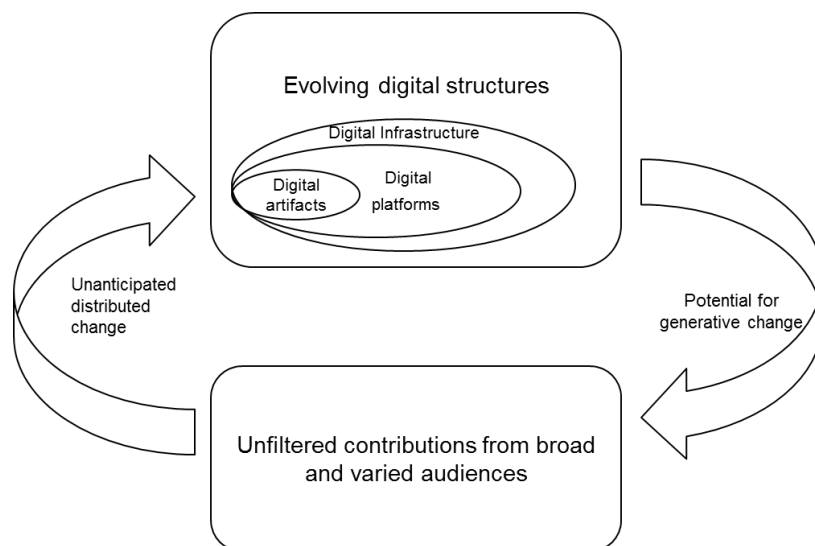 Evolving digital structures
Digital Infrastructure
Digital
artifacts
Digital
platforms
Unanticipated
distributed
change
Potential for
generative change
Unfiltered contributions from broad
and varied audiences